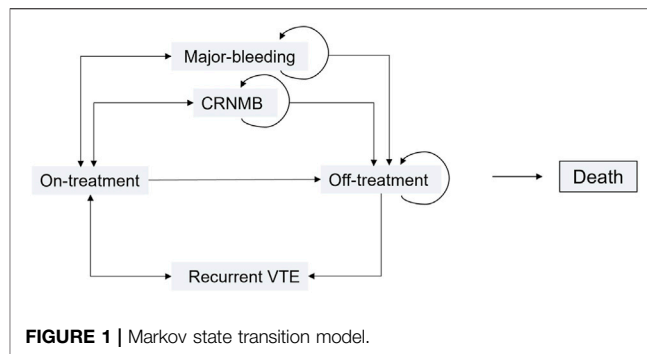 Major-bleeding
CRNMB
On-treatment
Off-treatment
Death
Recurrent VTE
FIGURE 1 | Markov state transition model.